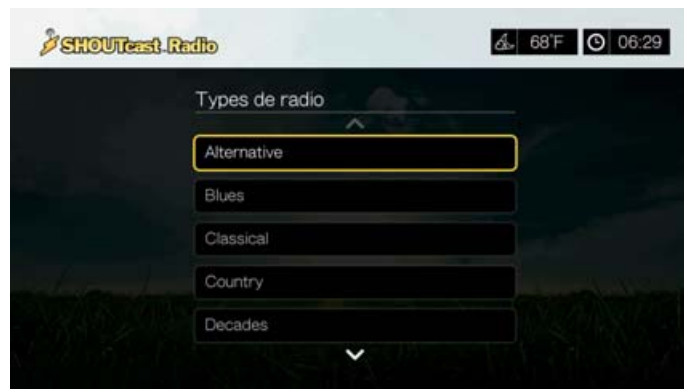 SHOUTcast Radio
68°F 06:29
Types de radio
Alternative
Blues
Classical
Country
Decades